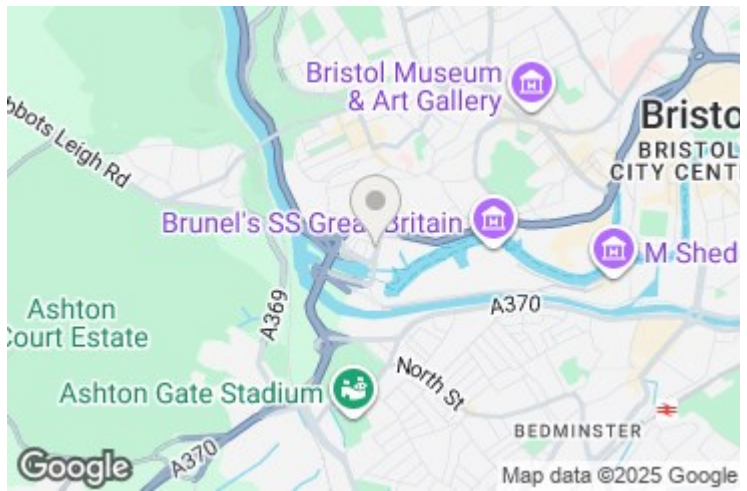 Bristol Museum
& Art Gallery
Bristo
BRISTOL
CITY CENT
bbots Leigh Rd
Brunel's SS Great Britain
M Shed
A369
A370
Ashton
Court Estate
Ashton Gate Stadium
North St
BEDMINSTER
A370
Google
Map data ©2025 Google